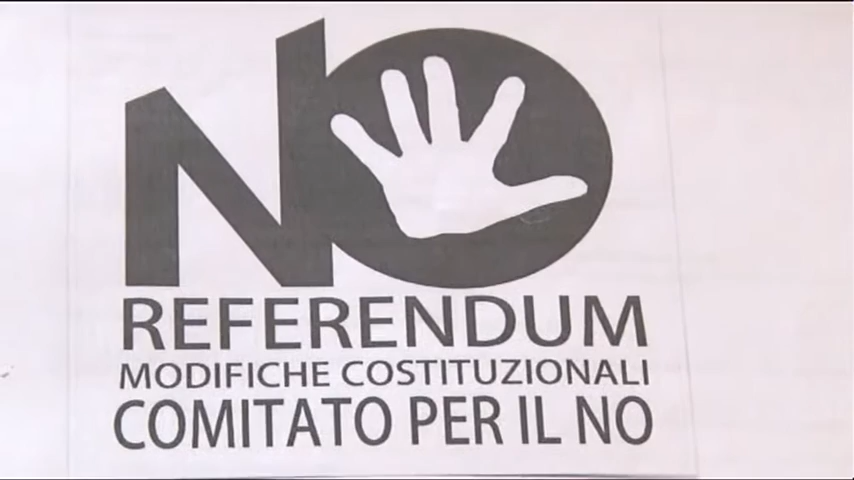 NO
REFERENDUM
MODIFICHE COSTITUZIONALI
COMITATO PER IL NO